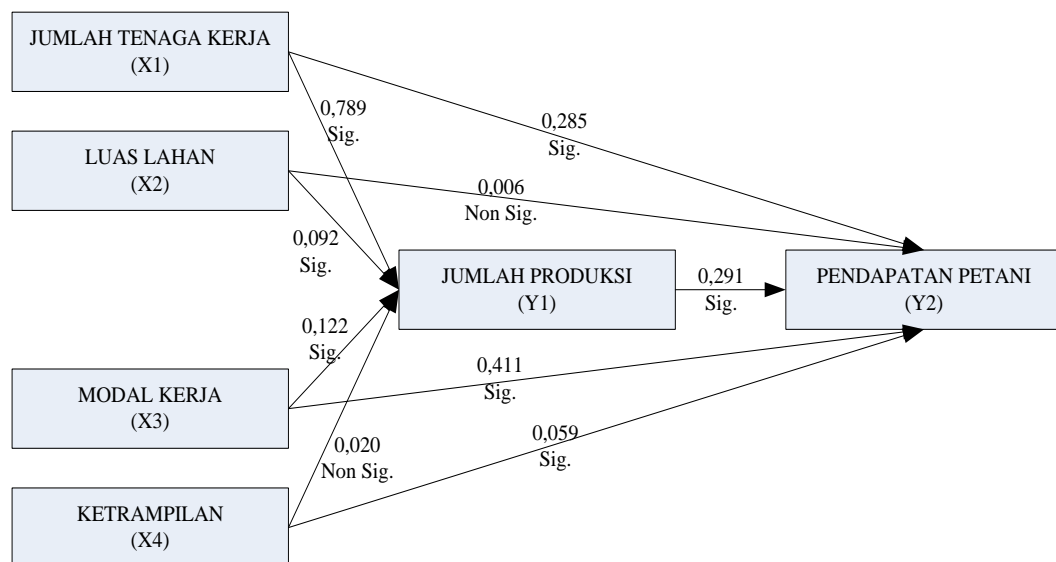 JUMLAH TENAGA KERJA
(X1)
0,789
Sig.
0,285
Sig.
LUAS LAHAN
(X2)
0,006
Non Sig.
0,092
Sig.
JUMLAH PRODUKSI
(Y1)
0,291
Sig.
PENDAPATAN PETANI
(Y2)
0,122
Sig.
MODAL KERJA
(X3)
0,411
Sig.
0,020
Non Sig.
0,059
Sig.
KETRAMPILAN
(X4)